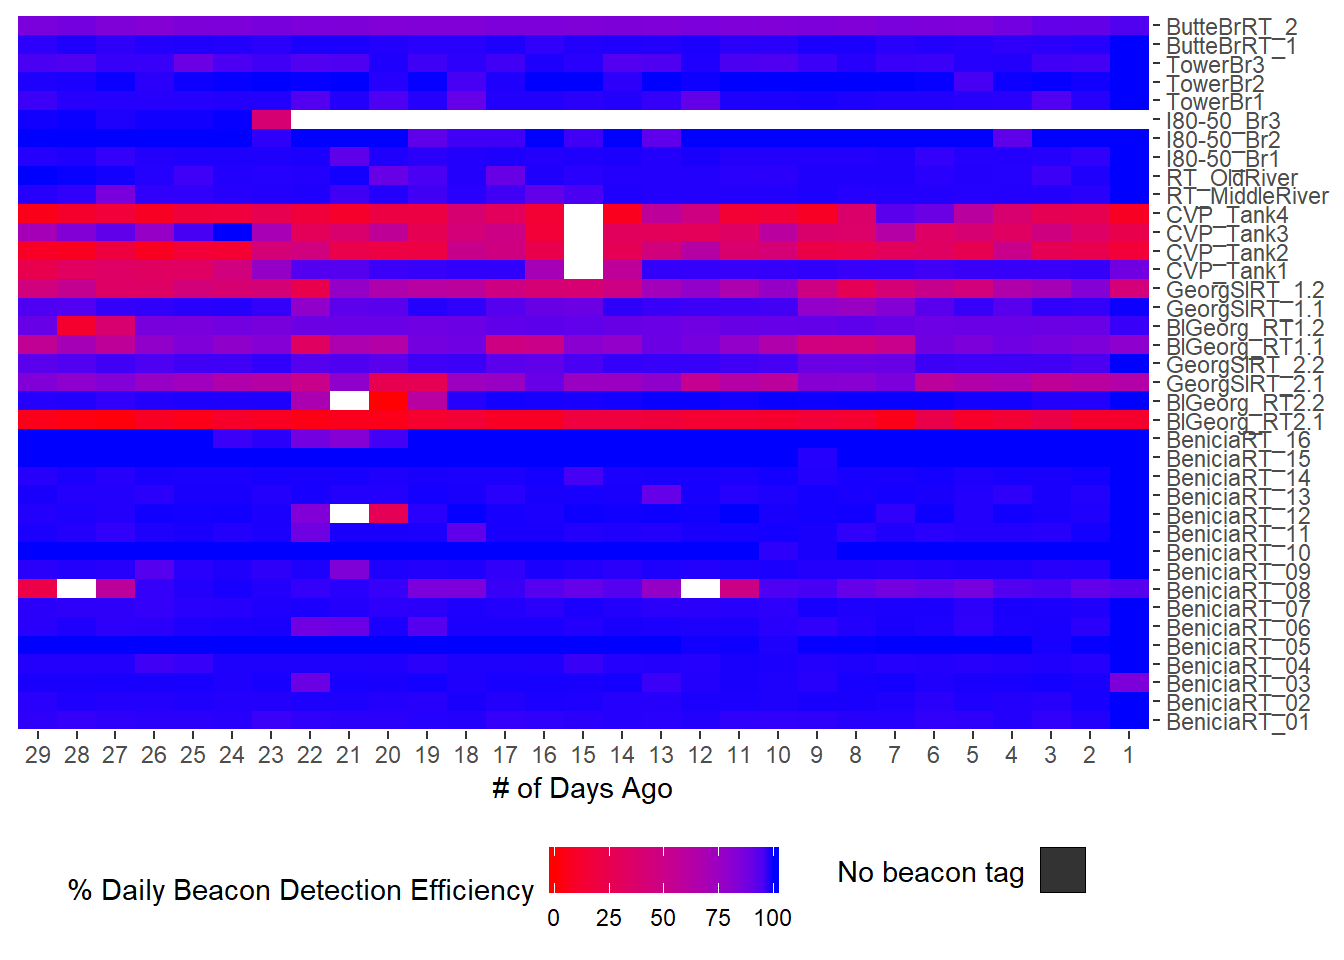 ButteBrRT_2
ButteBrRT_1
TowerBr3
TowerBr2
TowerBr1
I80-50_Br3
I80-50_Br2
I80-50_Br1
RT_OldRiver
RT_MiddleRiver
CVP_Tank4
CVP_Tank3
CVP_Tank2
CVP_Tank1
GeorgSlRT_1.2
GeorgSlRT_1.1
BlGeorg_RT1.2
BlGeorg_RT1.1
GeorgSlRT_2.2
GeorgSlRT_2.1
BlGeorg_RT2.2
BlGeorg_RT2.1
BeniciaRT_16
BeniciaRT_15
BeniciaRT_14
BeniciaRT_13
BeniciaRT_12
BeniciaRT_11
BeniciaRT_10
BeniciaRT_09
BeniciaRT_08
BeniciaRT_07
BeniciaRT_06
BeniciaRT_05
BeniciaRT_04
BeniciaRT_03
BeniciaRT_02
BeniciaRT_01
29 28 27 26 25 24 23 22 21 20 19 18 17 16 15 14 13 12 11 10 9 8 7 6 5 4 3 2 1
# of Days Ago
% Daily Beacon Detection Efficiency
0 25 50 75 100
No beacon tag